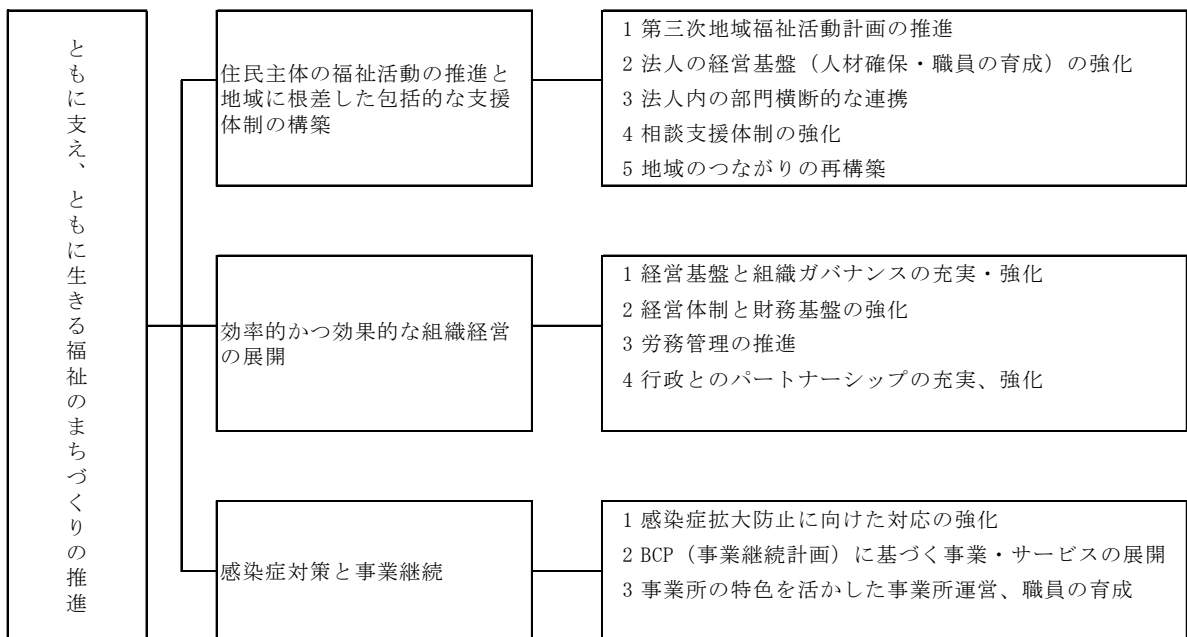 ともに支え、ともに生きる福祉のまちづくりの推進
住民主体の福祉活動の推進と
地域に根差した包括的な支援
体制の構築
1 第三次地域福祉活動計画の推進
2 法人の経営基盤（人材確保・職員の育成）の強化
3 法人内の部門横断的な連携
4 相談支援体制の強化
5 地域のつながりの再構築
効率的かつ効果的な組織経営
の展開
1 経営基盤と組織ガバナンスの充実・強化
2 経営体制と財務基盤の強化
3 労務管理の推進
4 行政とのパートナーシップの充実、強化
感染症対策と事業継続
1 感染症拡大防止に向けた対応の強化
2 BCP（事業継続計画）に基づく事業・サービスの展開
3 事業所の特色を活かした事業所運営、職員の育成